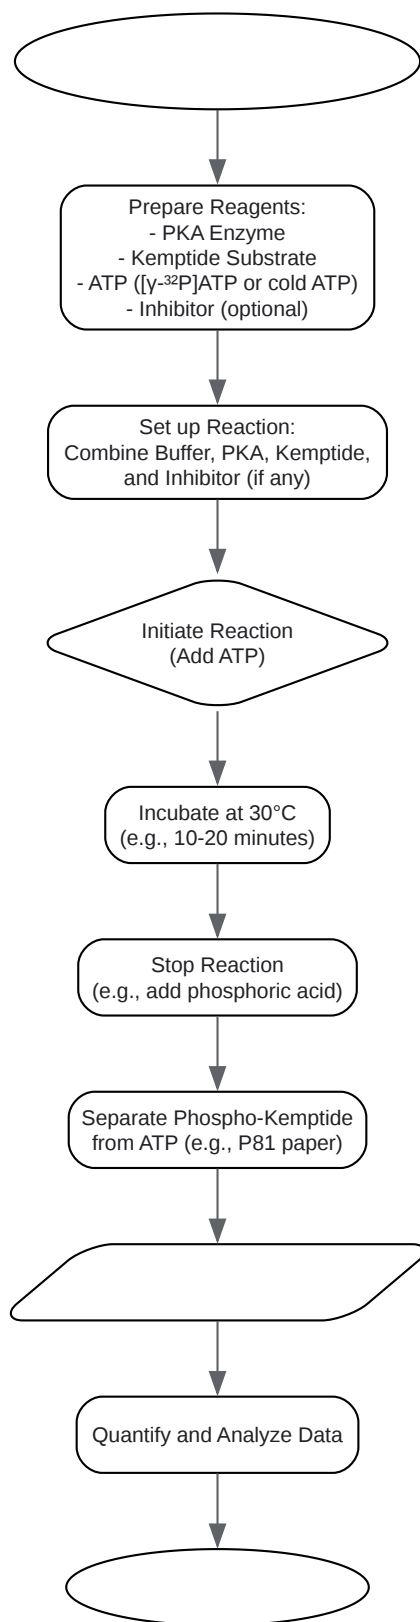 Prepare Reagents:
- PKA Enzyme
- Kemptide Substrate
- ATP ([γ-³²P]ATP or cold ATP)
- Inhibitor (optional)
Set up Reaction:
Combine Buffer, PKA, Kemptide,
and Inhibitor (if any)
Initiate Reaction
(Add ATP)
Incubate at 30°C
(e.g., 10-20 minutes)
Stop Reaction
(e.g., add phosphoric acid)
Separate Phospho-Kemptide
from ATP (e.g., P81 paper)
Quantify and Analyze Data